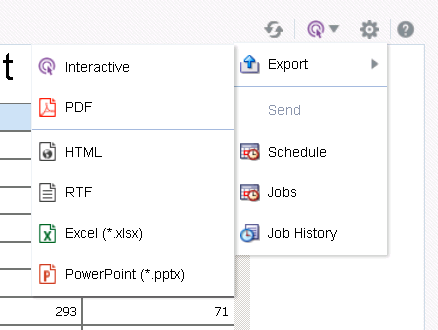 t
Interactive
PDF
HTML
RTF
Excel (*.xlsx)
PowerPoint (*.pptx)
Export
Send
Schedule
Jobs
Job History
293
71